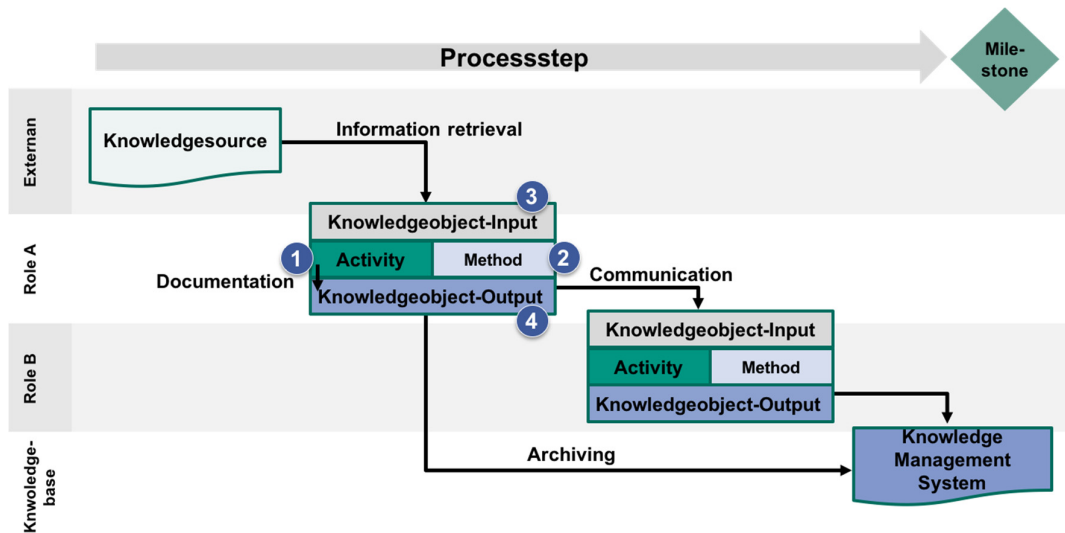 Processstep
Mile-
stone
Externan
Knowledgesource
Information retrieval
Role A
3
Knowledgeobject-Input
1
Activity
Method
2
Documentation
Knowledgeobject-Output
4
Communication
Role B
Knowledgeobject-Input
Activity
Method
Knowledgeobject-Output
Knwoledge-
base
Archiving
Knowledge
Management
System